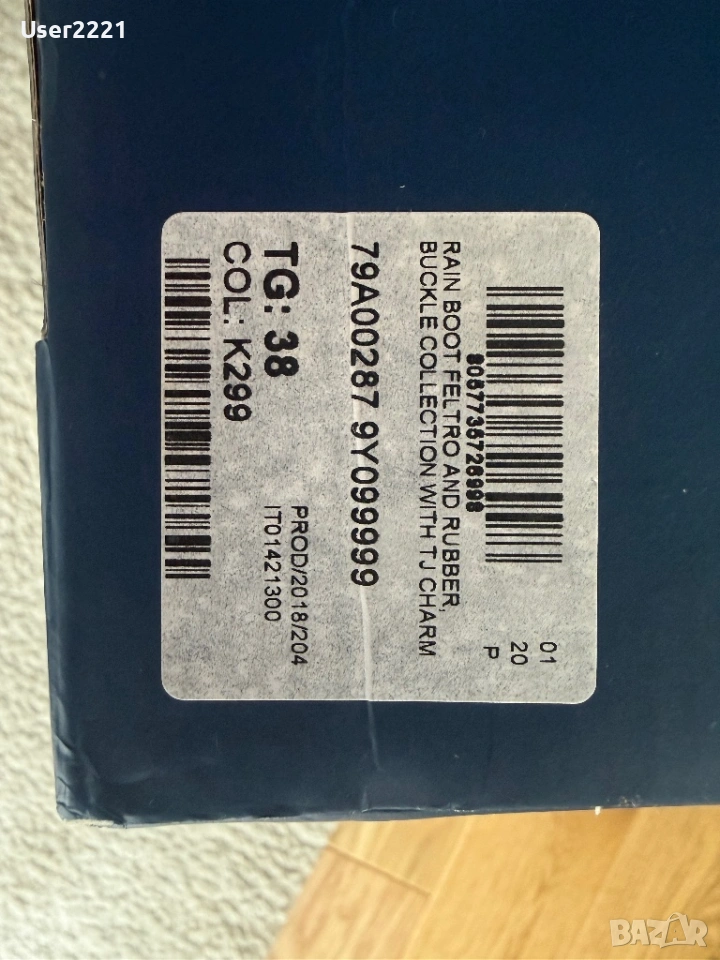 User2221
01
20
P
8057735726998
RAIN BOOT FELTRO AND RUBBER,
BUCKLE COLLECTION WITH TJ CHARM
79A00287 9Y099999
TG: 38
COL: K299
PROD/2018/204
IT01421300
BAZAR